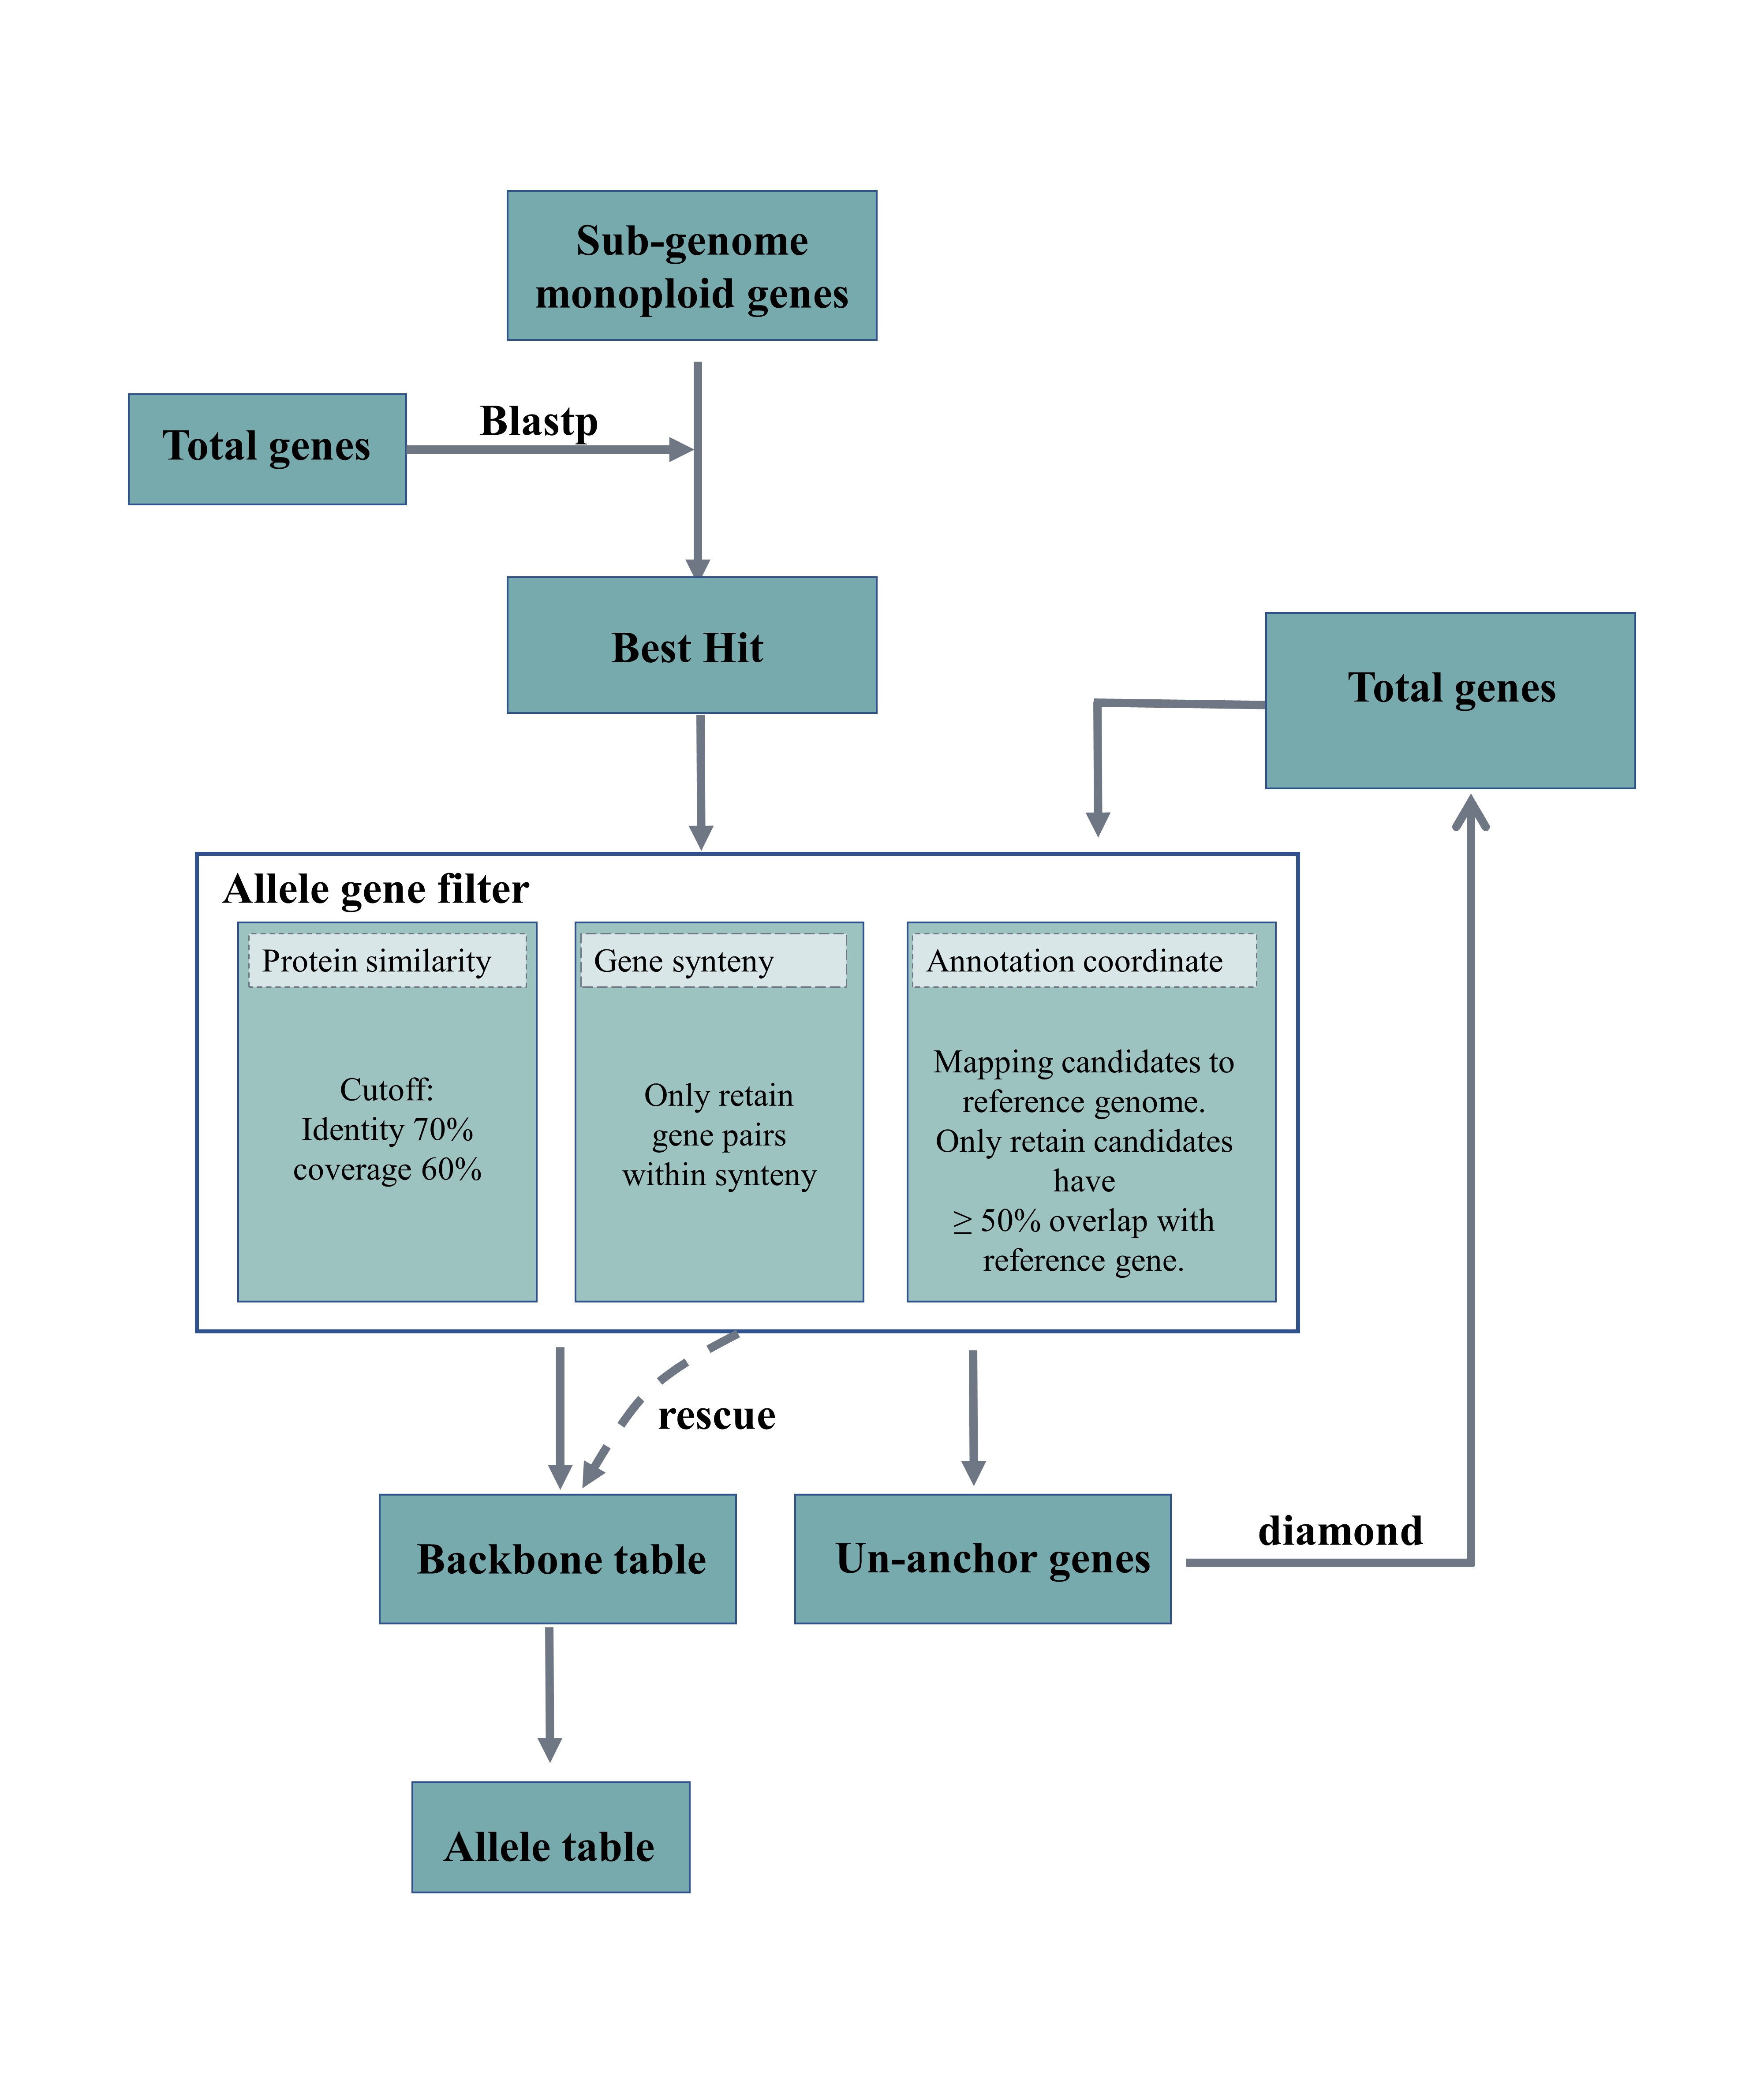 Sub-genome
monoploid genes
Total genes
Blastp
Best Hit
Total genes
Allele gene filter
Protein similarity
Cutoff:
Identity 70%
coverage 60%
Gene synteny
Only retain
gene pairs
within synteny
Annotation coordinate
Mapping candidates to
reference genome.
Only retain candidates
have
≥ 50% overlap with
reference gene.
rescue
Backbone table
Un-anchor genes
diamond
Allele table